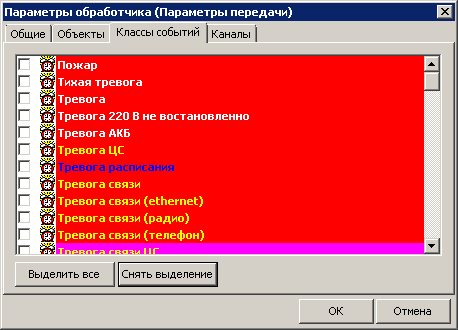 Параметры обработчика (Параметры передачи)
Общие Объекты Классы событий Каналы
Пожар
Тихая тревога
Тревога
Тревога 220 В не востановленно
Тревога АКБ
Тревога ЦС
Тревога расписания
Тревога связи
Тревога связи (ethernet)
Тревога связи (радио)
Тревога связи (телефон)
Тревога связи ЦС
Выделить все Снять выделение
OK Отмена